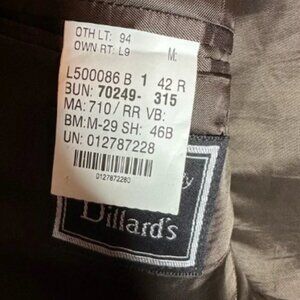 OTH LT: 94
OWN RT: L9 M:
L500086 B 1 42 R
BUN: 70249- 315
MA: 710 / RR VB:
BM:M-29 SH: 46B
UN: 012787228
0127872280
Dillard's